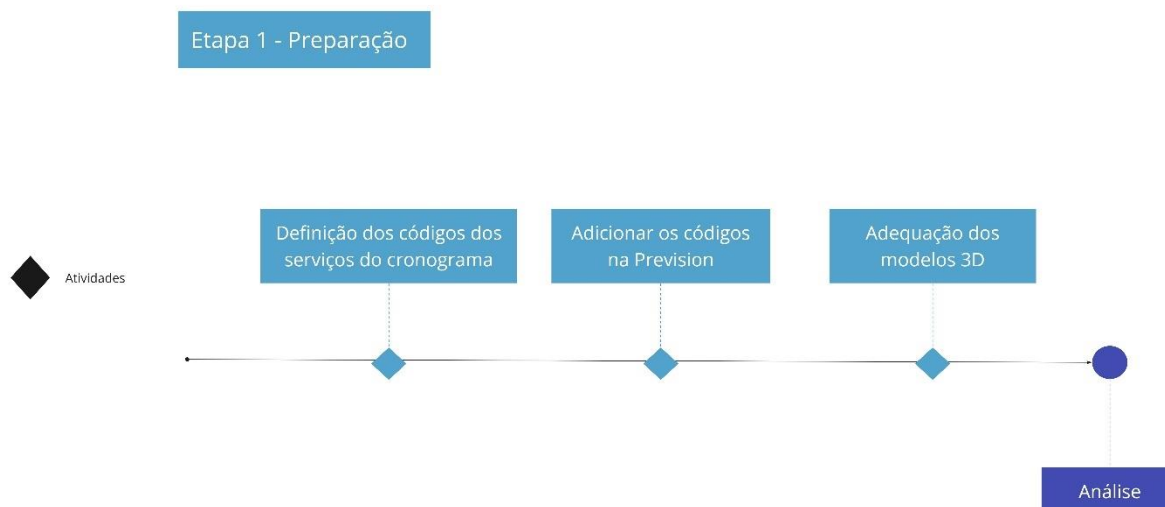 Etapa 1 - Preparação
Definição dos códigos dos
serviços do cronograma
Adicionar os códigos
na Prevision
Adequação dos
modelos 3D
Atividades
Análise